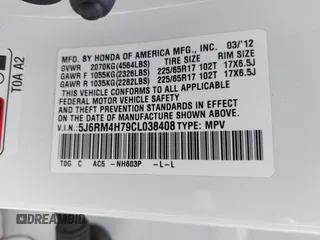 MFD. BY HONDA OF AMERICA MFG., INC. 03/'12
GVWR 2070KG(4564LBS) TIRE SIZE RIM SIZE
GAWR F 1055KG(2326LBS) 225/65R17 102T 17X6.5J
GAWR R 1035KG(2282LBS) 225/65R17 102T 17X6.5J
THIS VEHICLE CONFORMS TO ALL APPLICABLE
FEDERAL MOTOR VEHICLE SAFETY AND
THEFT PREVENTION STANDARDS IN EFFECT ON THE
DATE OF MANUFACTURE SHOWN ABOVE.
V.I.N.: 5J6RM4H79CL038408 TYPE: MPV
TDG C AC5 -NH603P -L-L
TOA A2
DREAMBID